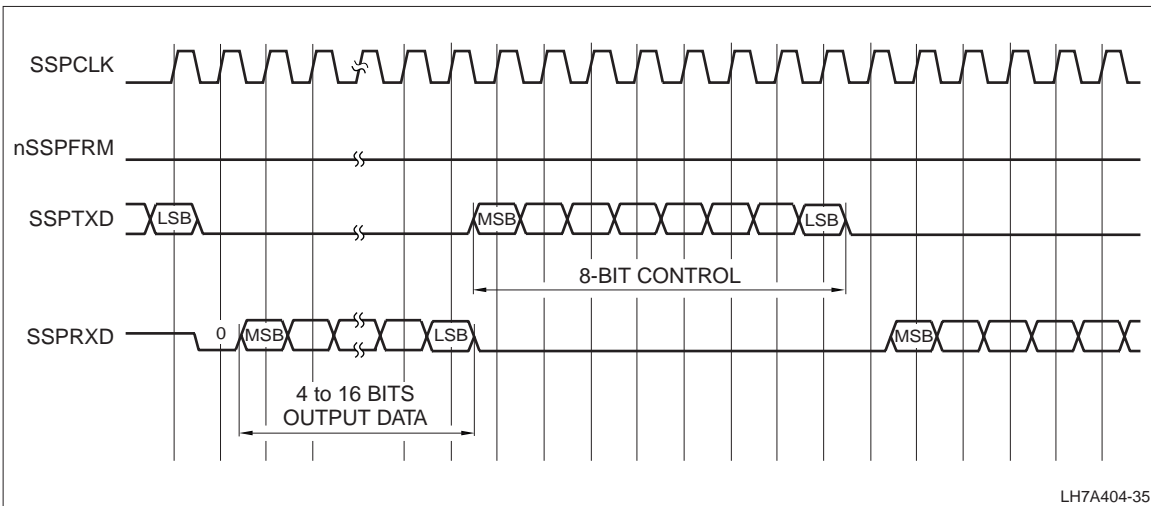 SSPCLK
nSSPFRM
SSPTXD
LSB
MSB
LSB
8-BIT CONTROL
SSPRXD
0
MSB
LSB
MSB
4 to 16 BITS
OUTPUT DATA
LH7A404-35